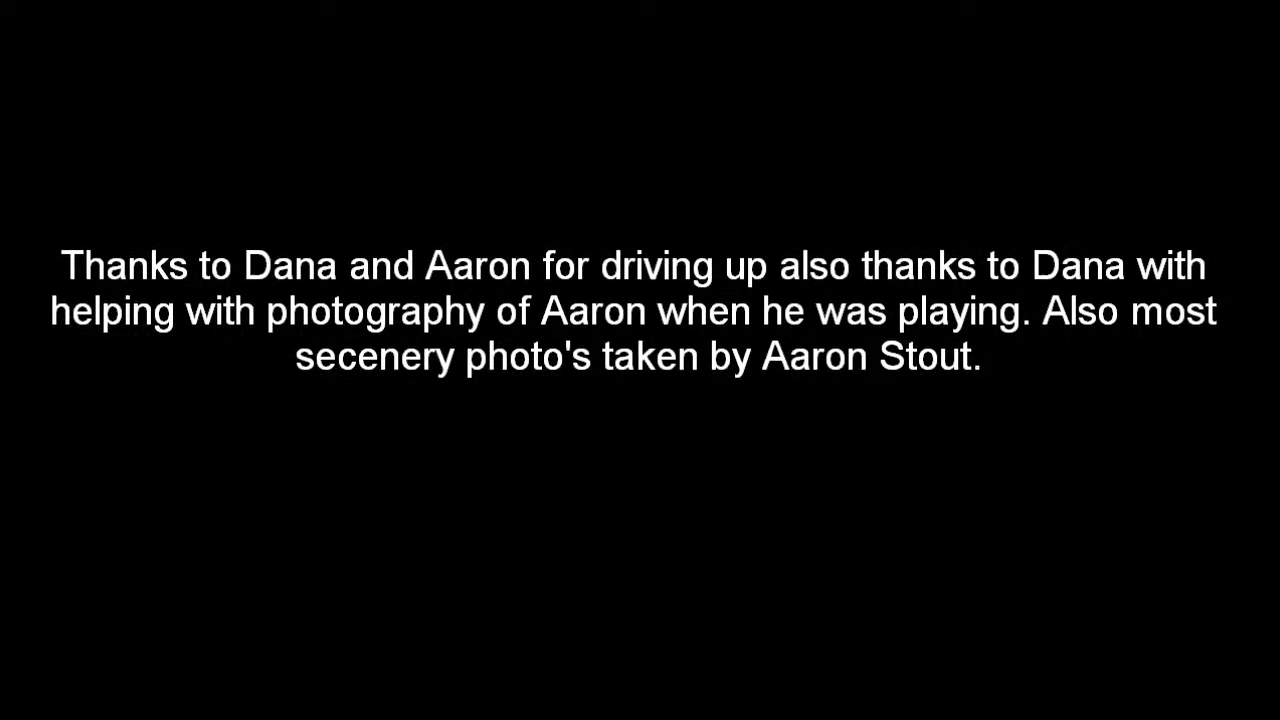 Thanks to Dana and Aaron for driving up also thanks to Dana with
helping with photography of Aaron when he was playing. Also most
secenery photo's taken by Aaron Stout.